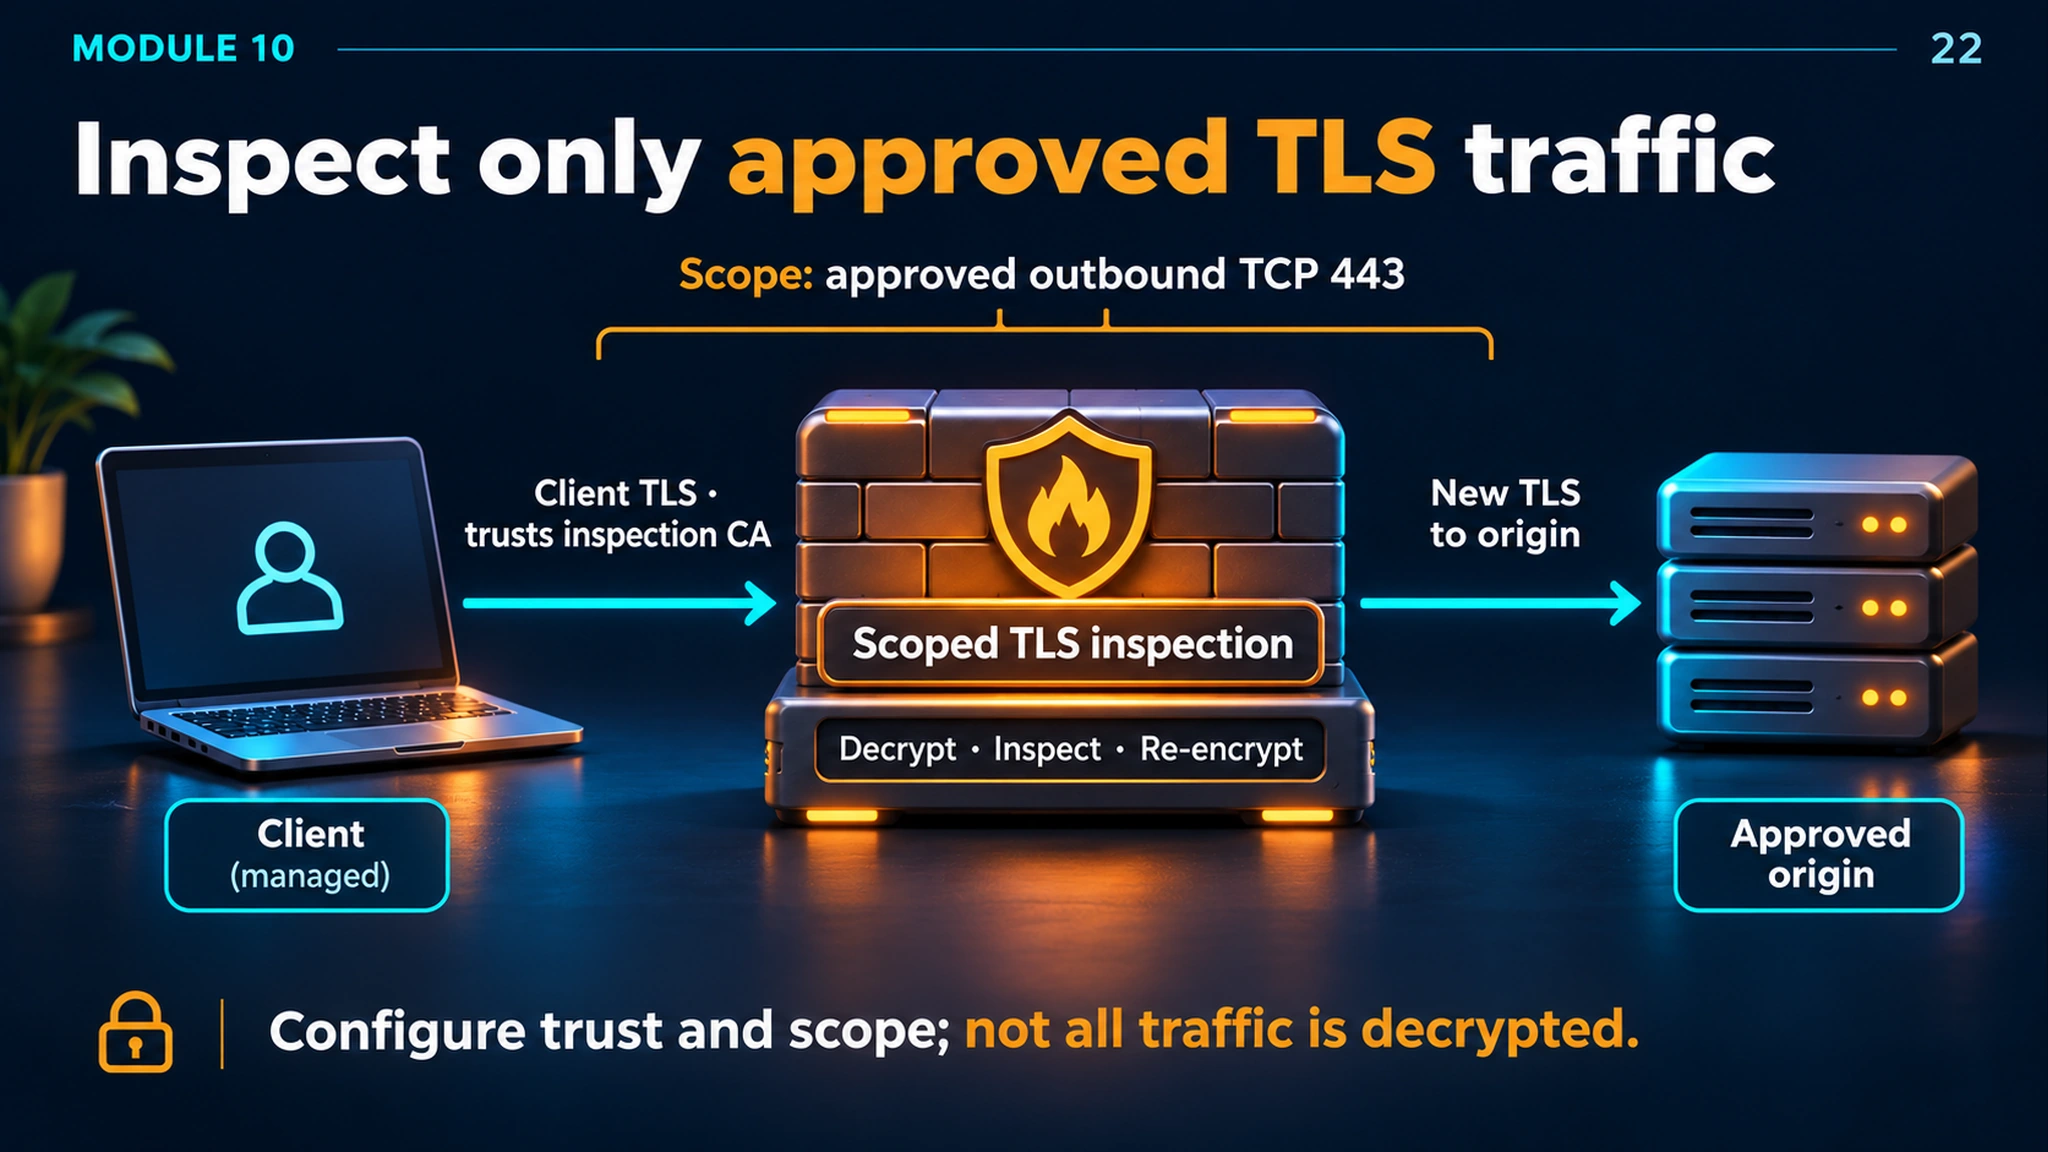 MODULE 10
22
Inspect only approved TLS traffic
Scope: approved outbound TCP 443
Client TLS •
trusts inspection CA
New TLS
to origin
Scoped TLS inspection
Decrypt • Inspect • Re-encrypt
Client
(managed)
Approved
origin
Configure trust and scope; not all traffic is decrypted.